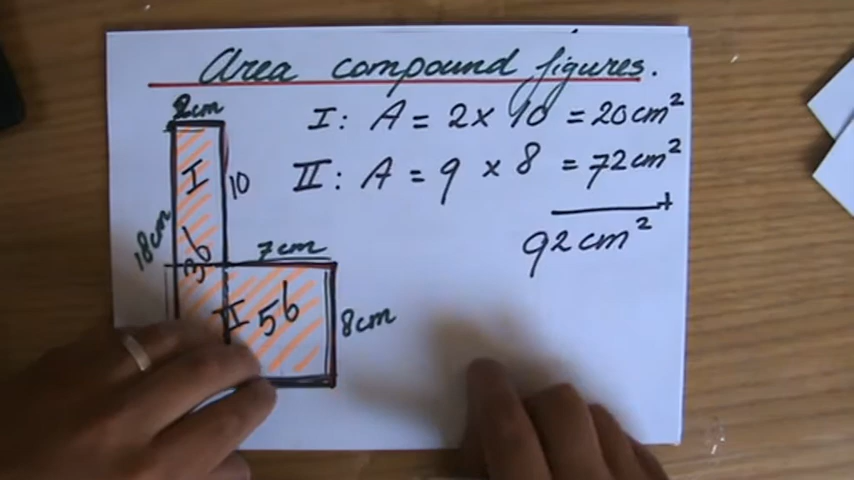 Area compound figures.
2cm
I: A = 2 x 10 = 20cm²
I
10
II: A = 9 x 8 = 72cm²
+
18cm
36
7cm
92cm²
II 56
8cm